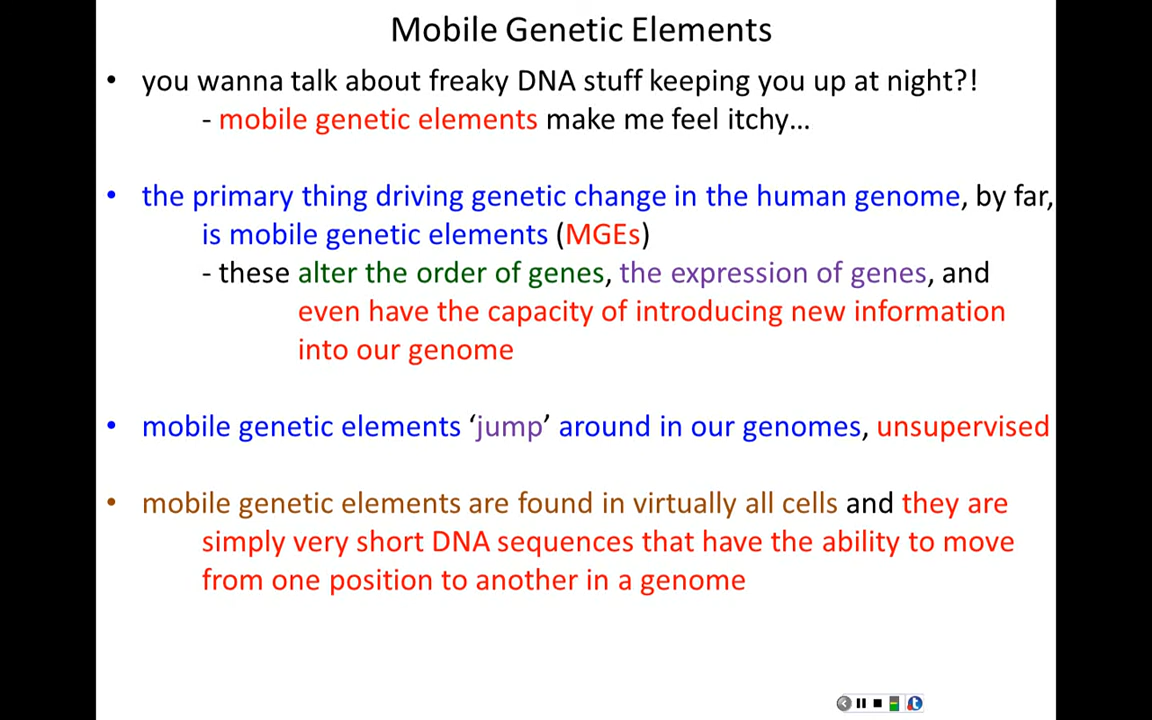 Mobile Genetic Elements
• you wanna talk about freaky DNA stuff keeping you up at night?!
- mobile genetic elements make me feel itchy…
• the primary thing driving genetic change in the human genome, by far,
is mobile genetic elements (MGEs)
- these alter the order of genes, the expression of genes, and
even have the capacity of introducing new information
into our genome
• mobile genetic elements ‘jump’ around in our genomes, unsupervised
• mobile genetic elements are found in virtually all cells and they are
simply very short DNA sequences that have the ability to move
from one position to another in a genome